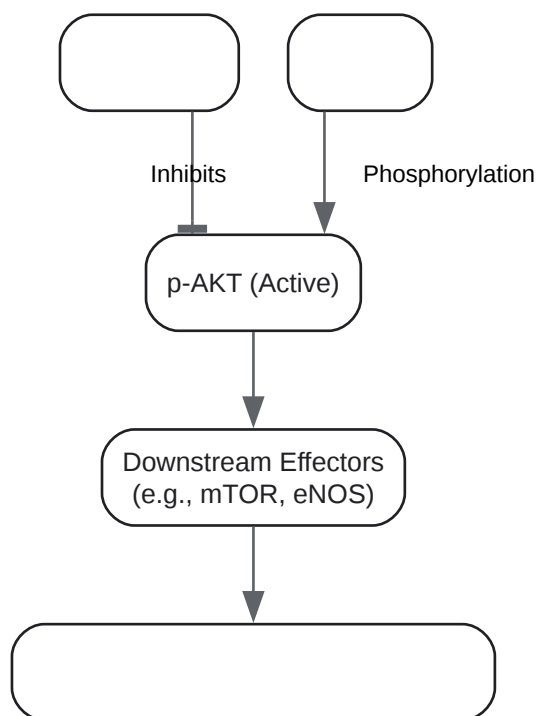 Inhibits
Phosphorylation
p-AKT (Active)
Downstream Effectors
(e.g., mTOR, eNOS)